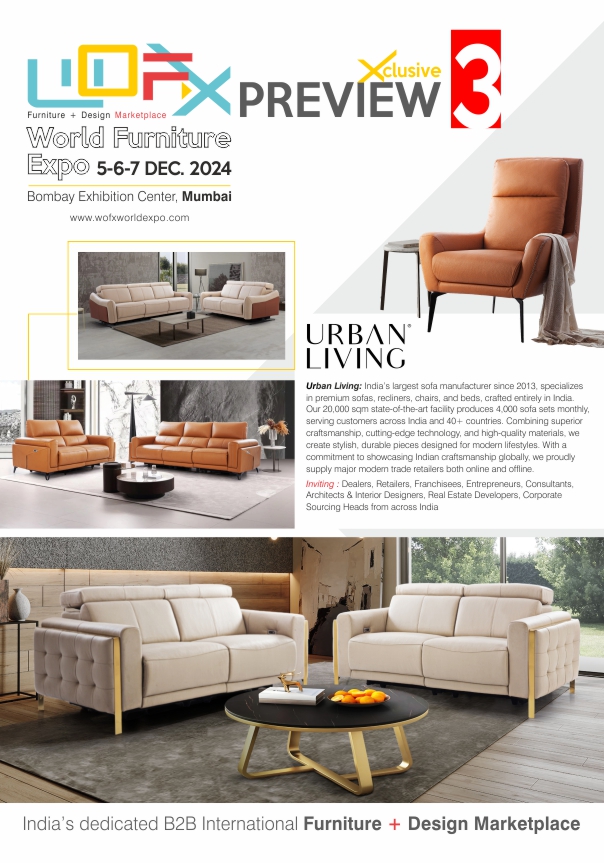 WOFX
Furniture + Design Marketplace
Xclusive
PREVIEW 3
World Furniture
Expo 5-6-7 DEC. 2024
Bombay Exhibition Center, Mumbai
www.wofxworldexpo.com
URBAN®
LIVING
Urban Living: India's largest sofa manufacturer since 2013, specializes
in premium sofas, recliners, chairs, and beds, crafted entirely in India.
Our 20,000 sqm state-of-the-art facility produces 4,000 sofa sets monthly,
serving customers across India and 40+ countries. Combining superior
craftsmanship, cutting-edge technology, and high-quality materials, we
create stylish, durable pieces designed for modern lifestyles. With a
commitment to showcasing Indian craftsmanship globally, we proudly
supply major modern trade retailers both online and offline.
Inviting : Dealers, Retailers, Franchisees, Entrepreneurs, Consultants,
Architects & Interior Designers, Real Estate Developers, Corporate
Sourcing Heads from across India
India's dedicated B2B International Furniture + Design Marketplace